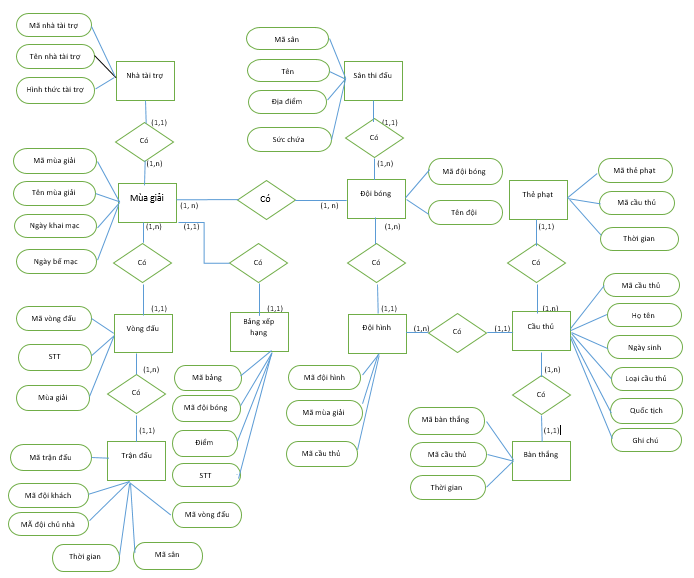 Mã nhà tài trợ
Tên nhà tài trợ
Hình thức tài trợ
Nhà tài trợ
(1,1)
Có
(1,n)
Mã sân
Tên
Địa điểm
Sức chứa
Sân thi đấu
(1,1)
Có
(1,n)
Mã mùa giải
Tên mùa giải
Ngày khai mạc
Ngày bế mạc
Mùa giải
(1, n)
Có
(1, n)
Đội bóng
Mã đội bóng
Tên đội
Thẻ phạt
Mã thẻ phạt
Mã cầu thủ
Thời gian
(1,n)
(1,1)
(1,n)
(1,1)
Có
Có
Có
Có
(1,1)
(1,1)
(1,1)
(1,n)
Mã vòng đấu
STT
Mùa giải
Vòng đấu
Bảng xếp
hạng
Đội hình
(1,n)
Có
(1,1)
Cầu thủ
Mã cầu thủ
Họ tên
Ngày sinh
Loại cầu thủ
Quốc tịch
Ghi chú
(1,n)
Có
(1,1)
Mã bảng
Mã đội bóng
Điểm
STT
Mã đội hình
Mã mùa giải
Mã cầu thủ
(1,n)
Có
(1,1)
Mã bàn thắng
Mã cầu thủ
Thời gian
Bàn thắng
Trận đấu
Mã trận đấu
Mã đội khách
MÃ đội chủ nhà
Thời gian
Mã sân
Mã vòng đấu